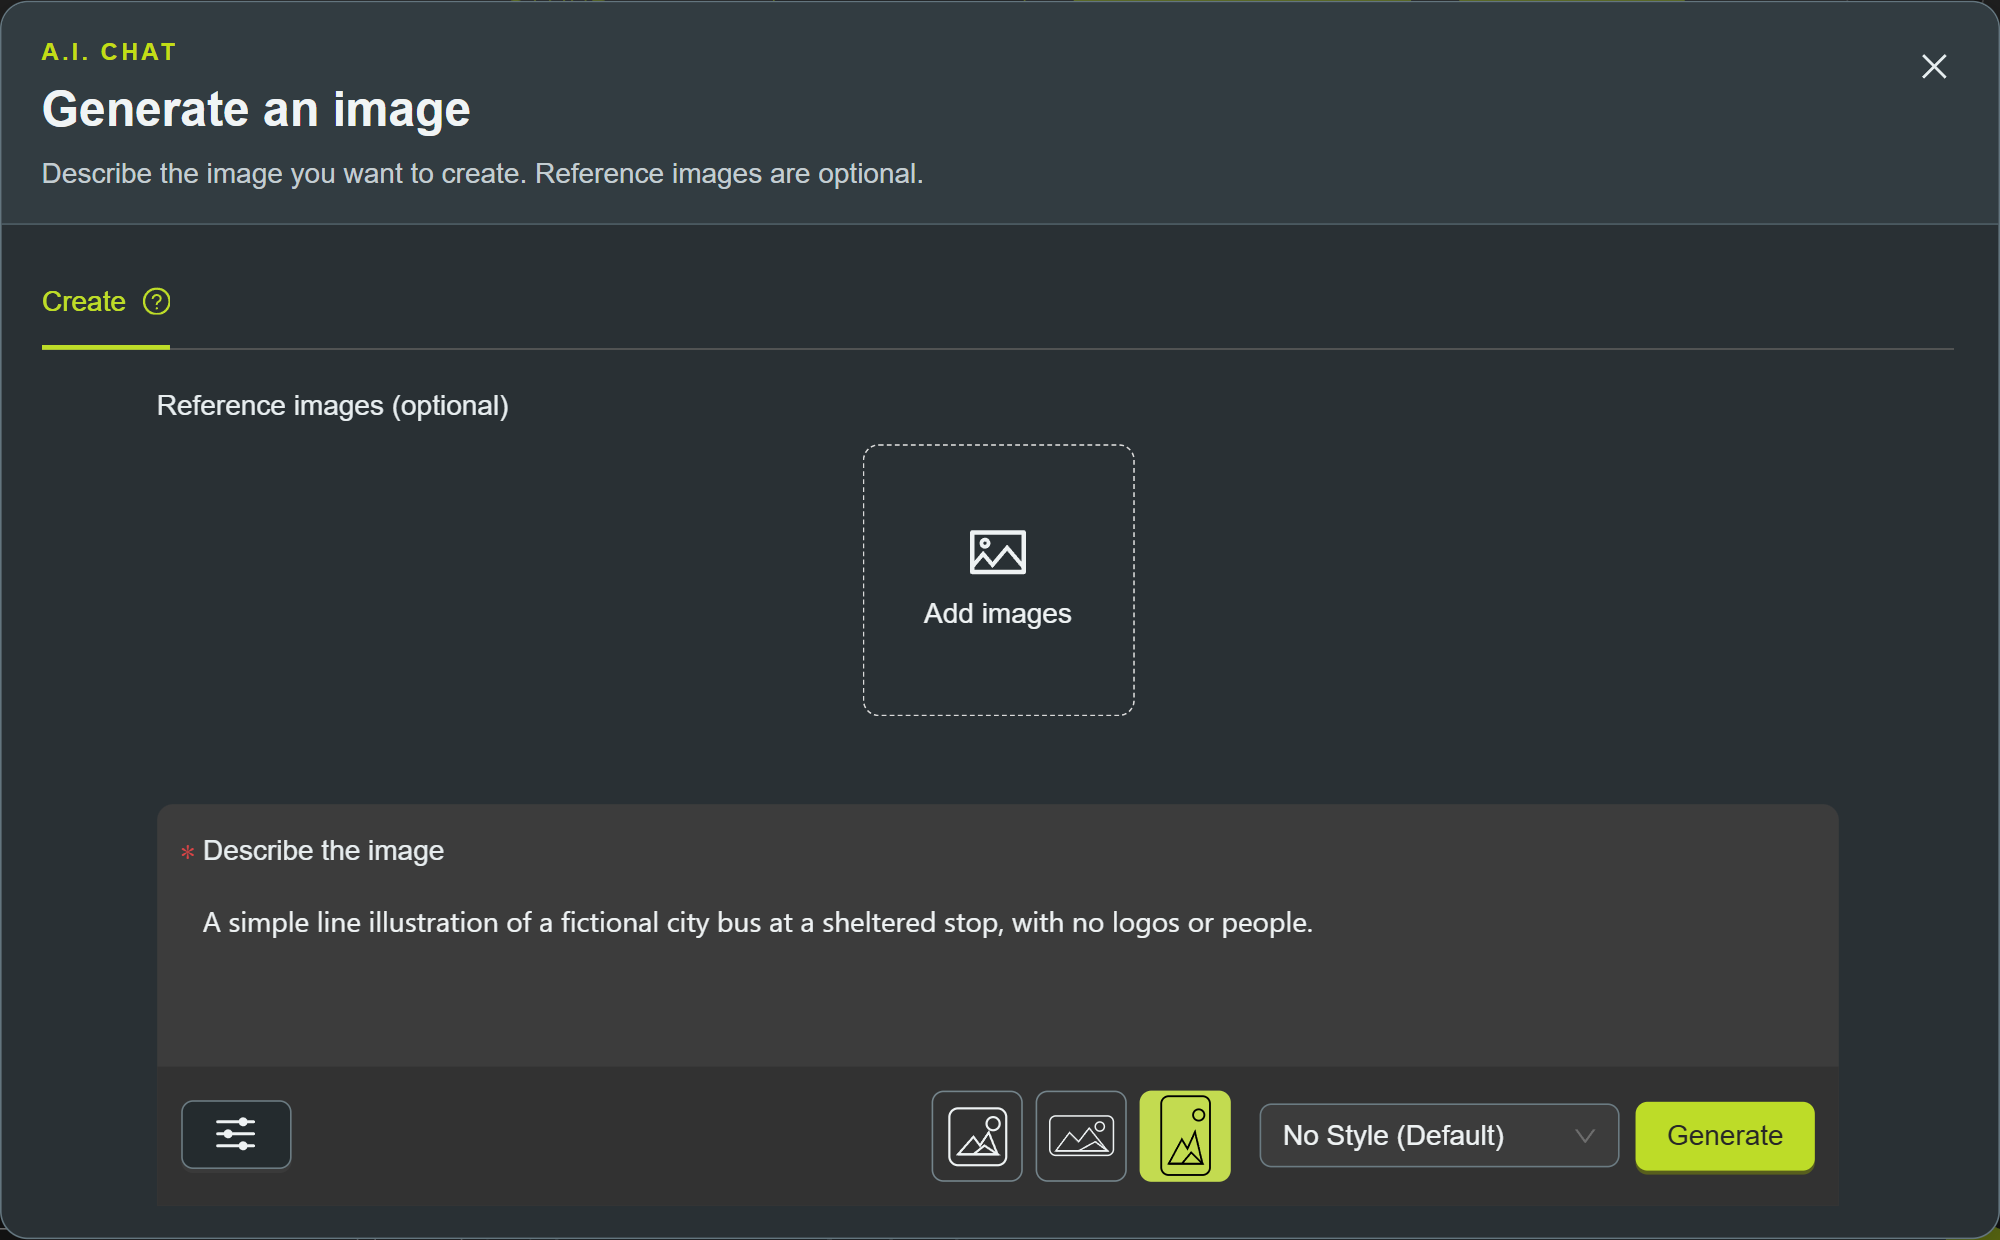 A.I. CHAT
Generate an image
Describe the image you want to create. Reference images are optional.
Create
Reference images (optional)
Add images
* Describe the image
A simple line illustration of a fictional city bus at a sheltered stop, with no logos or people.
No Style (Default)
Generate